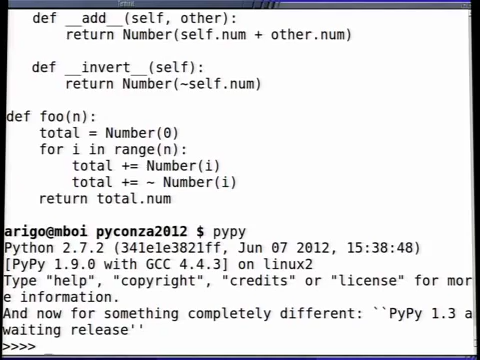 def __add__(self, other):
return Number(self.num + other.num)
def __invert__(self):
return Number(~self.num)
def foo(n):
total = Number(0)
for i in range(n):
total += Number(i)
total += ~ Number(i)
return total.num
arigo@mboi pyconza2012 $ pypy
Python 2.7.2 (341e1e3821ff, Jun 07 2012, 15:38:48)
[PyPy 1.9.0 with GCC 4.4.3] on linux2
Type "help", "copyright", "credits" or "license" for mor
e information.
And now for something completely different: ``PyPy 1.3 a
waiting release''
>>>> _